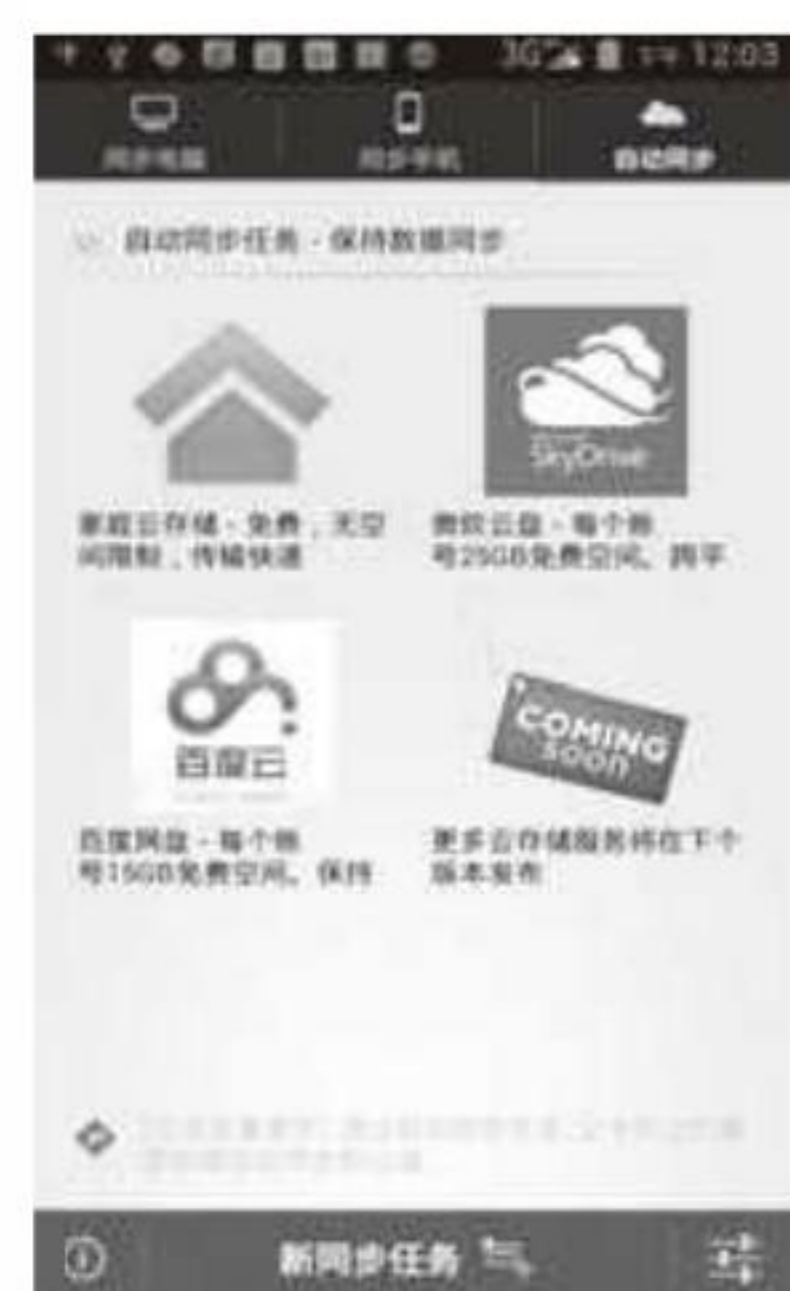 3G 12:03
同步电脑
同步手机
自动同步
自动同步任务 - 保持数据同步
SkyDrive
家庭云存储 - 免费，无空
间限制，传输快速
微软云盘 - 每个帐
号25GB免费空间。跨平
百度云
COMING
soon
百度网盘 - 每个帐
号15GB免费空间。保持
更多云存储服务将在下个
版本发布
新同步任务